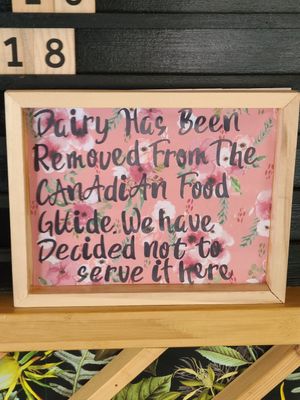 18
Dairy Has Been
Removed From The
CANAdiAN Food
Guide. We have
Decided not to
serve it here